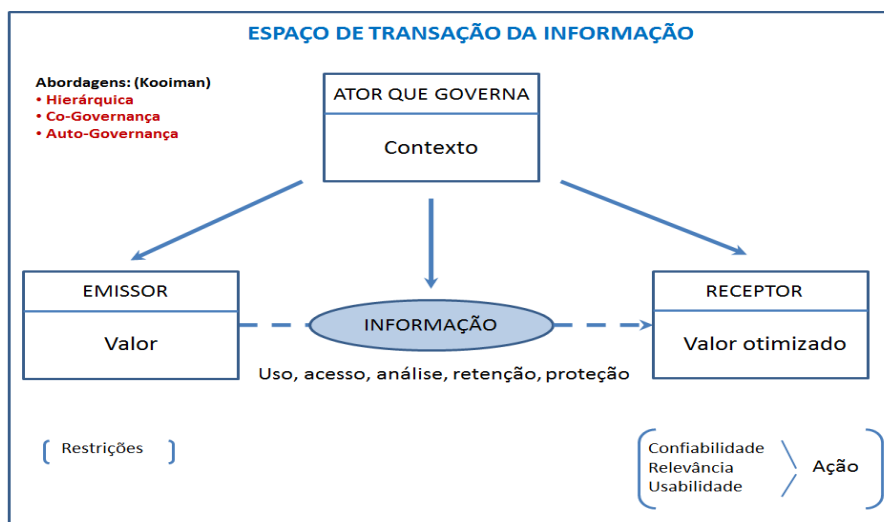 ESPAÇO DE TRANSAÇÃO DA INFORMAÇÃO
Abordagens: (Kooiman)
• Hierárquica
• Co-Governança
• Auto-Governança
ATOR QUE GOVERNA
Contexto
EMISSOR
Valor
INFORMAÇÃO
Uso, acesso, análise, retenção, proteção
RECEPTOR
Valor otimizado
Restrições
Confiabilidade
Relevância
Usabilidade
Ação